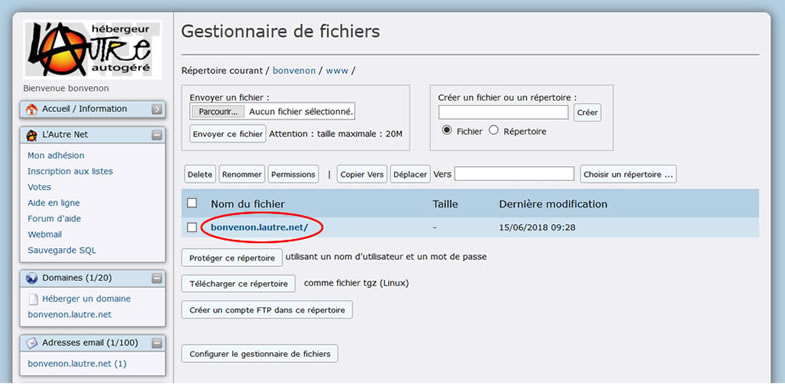 hébergeur
L'AUTRE
autogéré
Bienvenue bonvenon
Accueil / Information
L'Autre Net
Mon adhésion
Inscription aux listes
Votes
Aide en ligne
Forum d'aide
Webmail
Sauvegarde SQL
Domaines (1/20)
Héberger un domaine
bonvenon.lautre.net
Adresses email (1/100)
bonvenon.lautre.net (1)
Gestionnaire de fichiers
Répertoire courant / bonvenon / www /
Envoyer un fichier :
Parcourir... Aucun fichier sélectionné.
Envoyer ce fichier Attention : taille maximale : 20M
Créer un fichier ou un répertoire :
Créer
Fichier Répertoire
Delete Renommer Permissions | Copier Vers Déplacer Vers Choisir un répertoire ...
Nom du fichier Taille Dernière modification
bonvenon.lautre.net/ - 15/06/2018 09:28
Protéger ce répertoire utilisant un nom d'utilisateur et un mot de passe
Télécharger ce répertoire comme fichier tgz (Linux)
Créer un compte FTP dans ce répertoire
Configurer le gestionnaire de fichiers